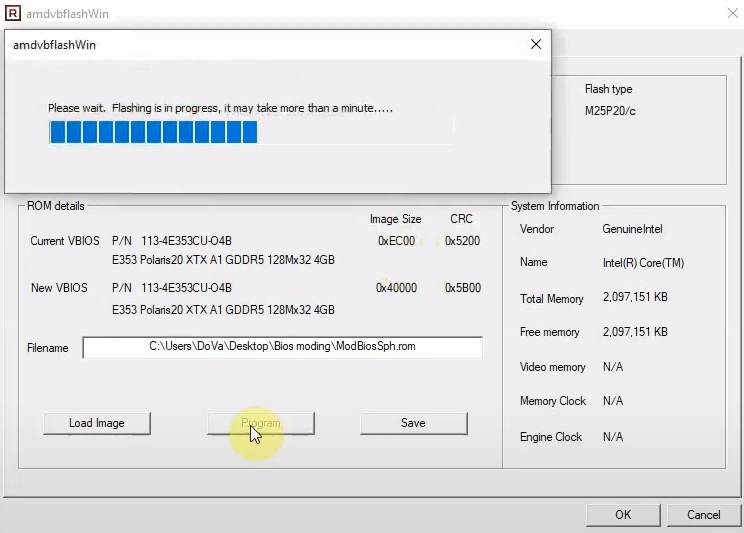 R amdvbflashWin
amdvbflashWin
Please wait. Flashing is in progress, it may take more than a minute.....
Flash type
M25P20/c
ROM details
Image Size CRC
Current VBIOS P/N 113-4E353CU-O4B 0xEC00 0x5200
E353 Polaris20 XTX A1 GDDR5 128Mx32 4GB
New VBIOS P/N 113-4E353CU-O4B 0x40000 0x5B00
E353 Polaris20 XTX A1 GDDR5 128Mx32 4GB
Filename C:\Users\DoVa\Desktop\Bios moding\ModBiosSph.rom
Load Image Program Save
System Information
Vendor GenuineIntel
Name Intel(R) Core(TM)
Total Memory 2,097,151 KB
Free memory 2,097,151 KB
Video memory N/A
Memory Clock N/A
Engine Clock N/A
OK Cancel